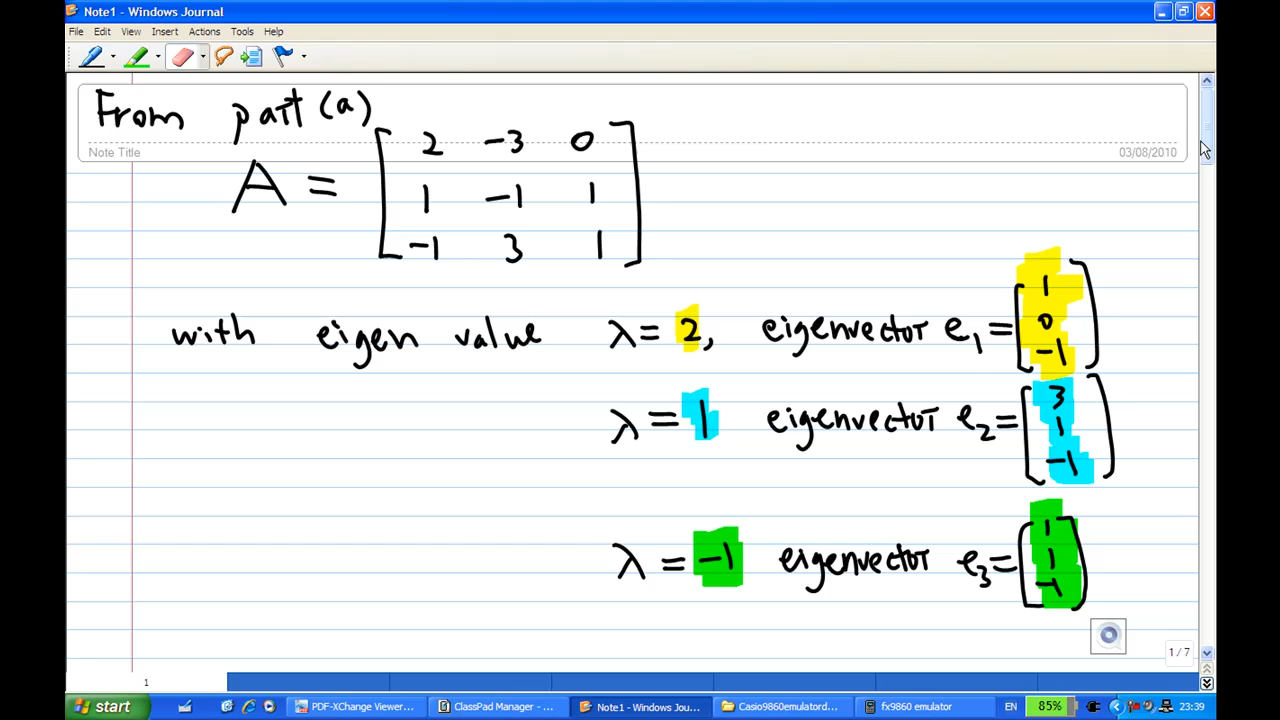 Note1 - Windows Journal
File Edit View Insert Actions Tools Help
From part (a)
Note Title
03/08/2010
A = [ 2 -3 0
1 -1 1
-1 3 1 ]
with eigen value λ = 2, eigenvector e1 = [ 1 0 -1 ]
λ = 1 eigenvector e2 = [ 3 1 -1 ]
λ = -1 eigenvector e3 = [ 1 1 -1 ]
1 / 7
1
start PDF-XChange Viewer... ClassPad Manager - ... Note1 - Windows Jou... Casio9860emulatord... fx9860 emulator EN 85% 23:39